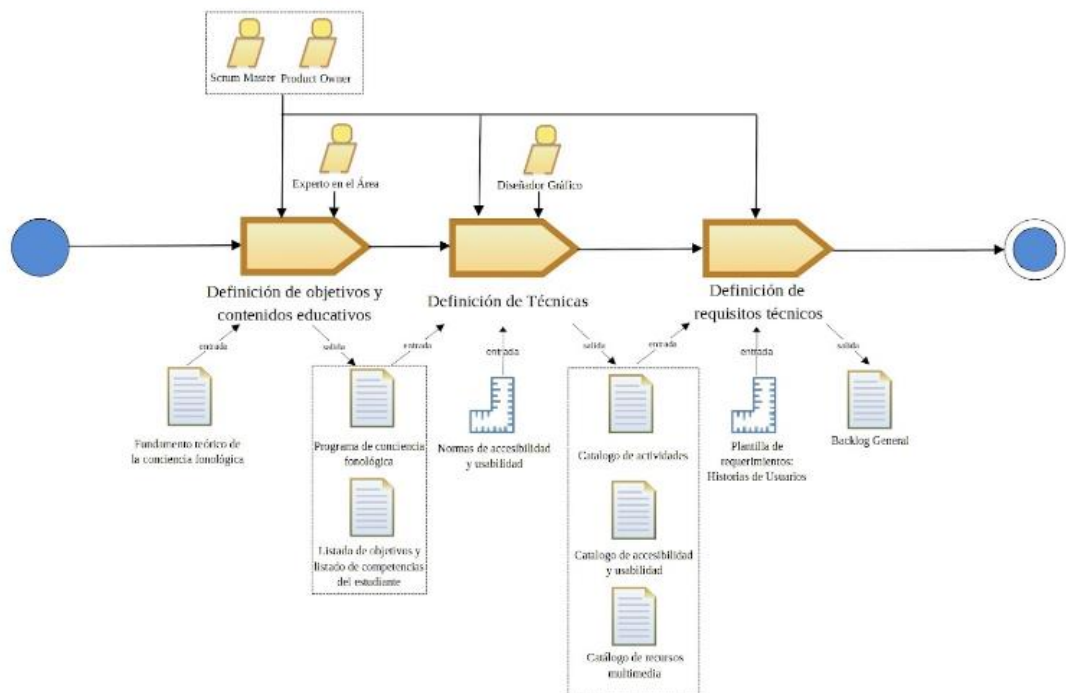 Scrum Master
Product Owner
Experto en el Área
Diseñador Gráfico
Definición de objetivos y
contenidos educativos
Definición de Técnicas
Definición de
requisitos técnicos
entrada
salida
entrada
entrada
salida
entrada
entrada
salida
Fundamento teórico de
la conciencia fonológica
Programa de conciencia
fonológica
Normas de accesibilidad
y usabilidad
Catalogo de actividades
Plantilla de
requerimientos:
Historias de Usuarios
Backlog General
Listado de objetivos y
listado de competencias
del estudiante
Catalogo de accesibilidad
y usabilidad
Catálogo de recursos
multimedia